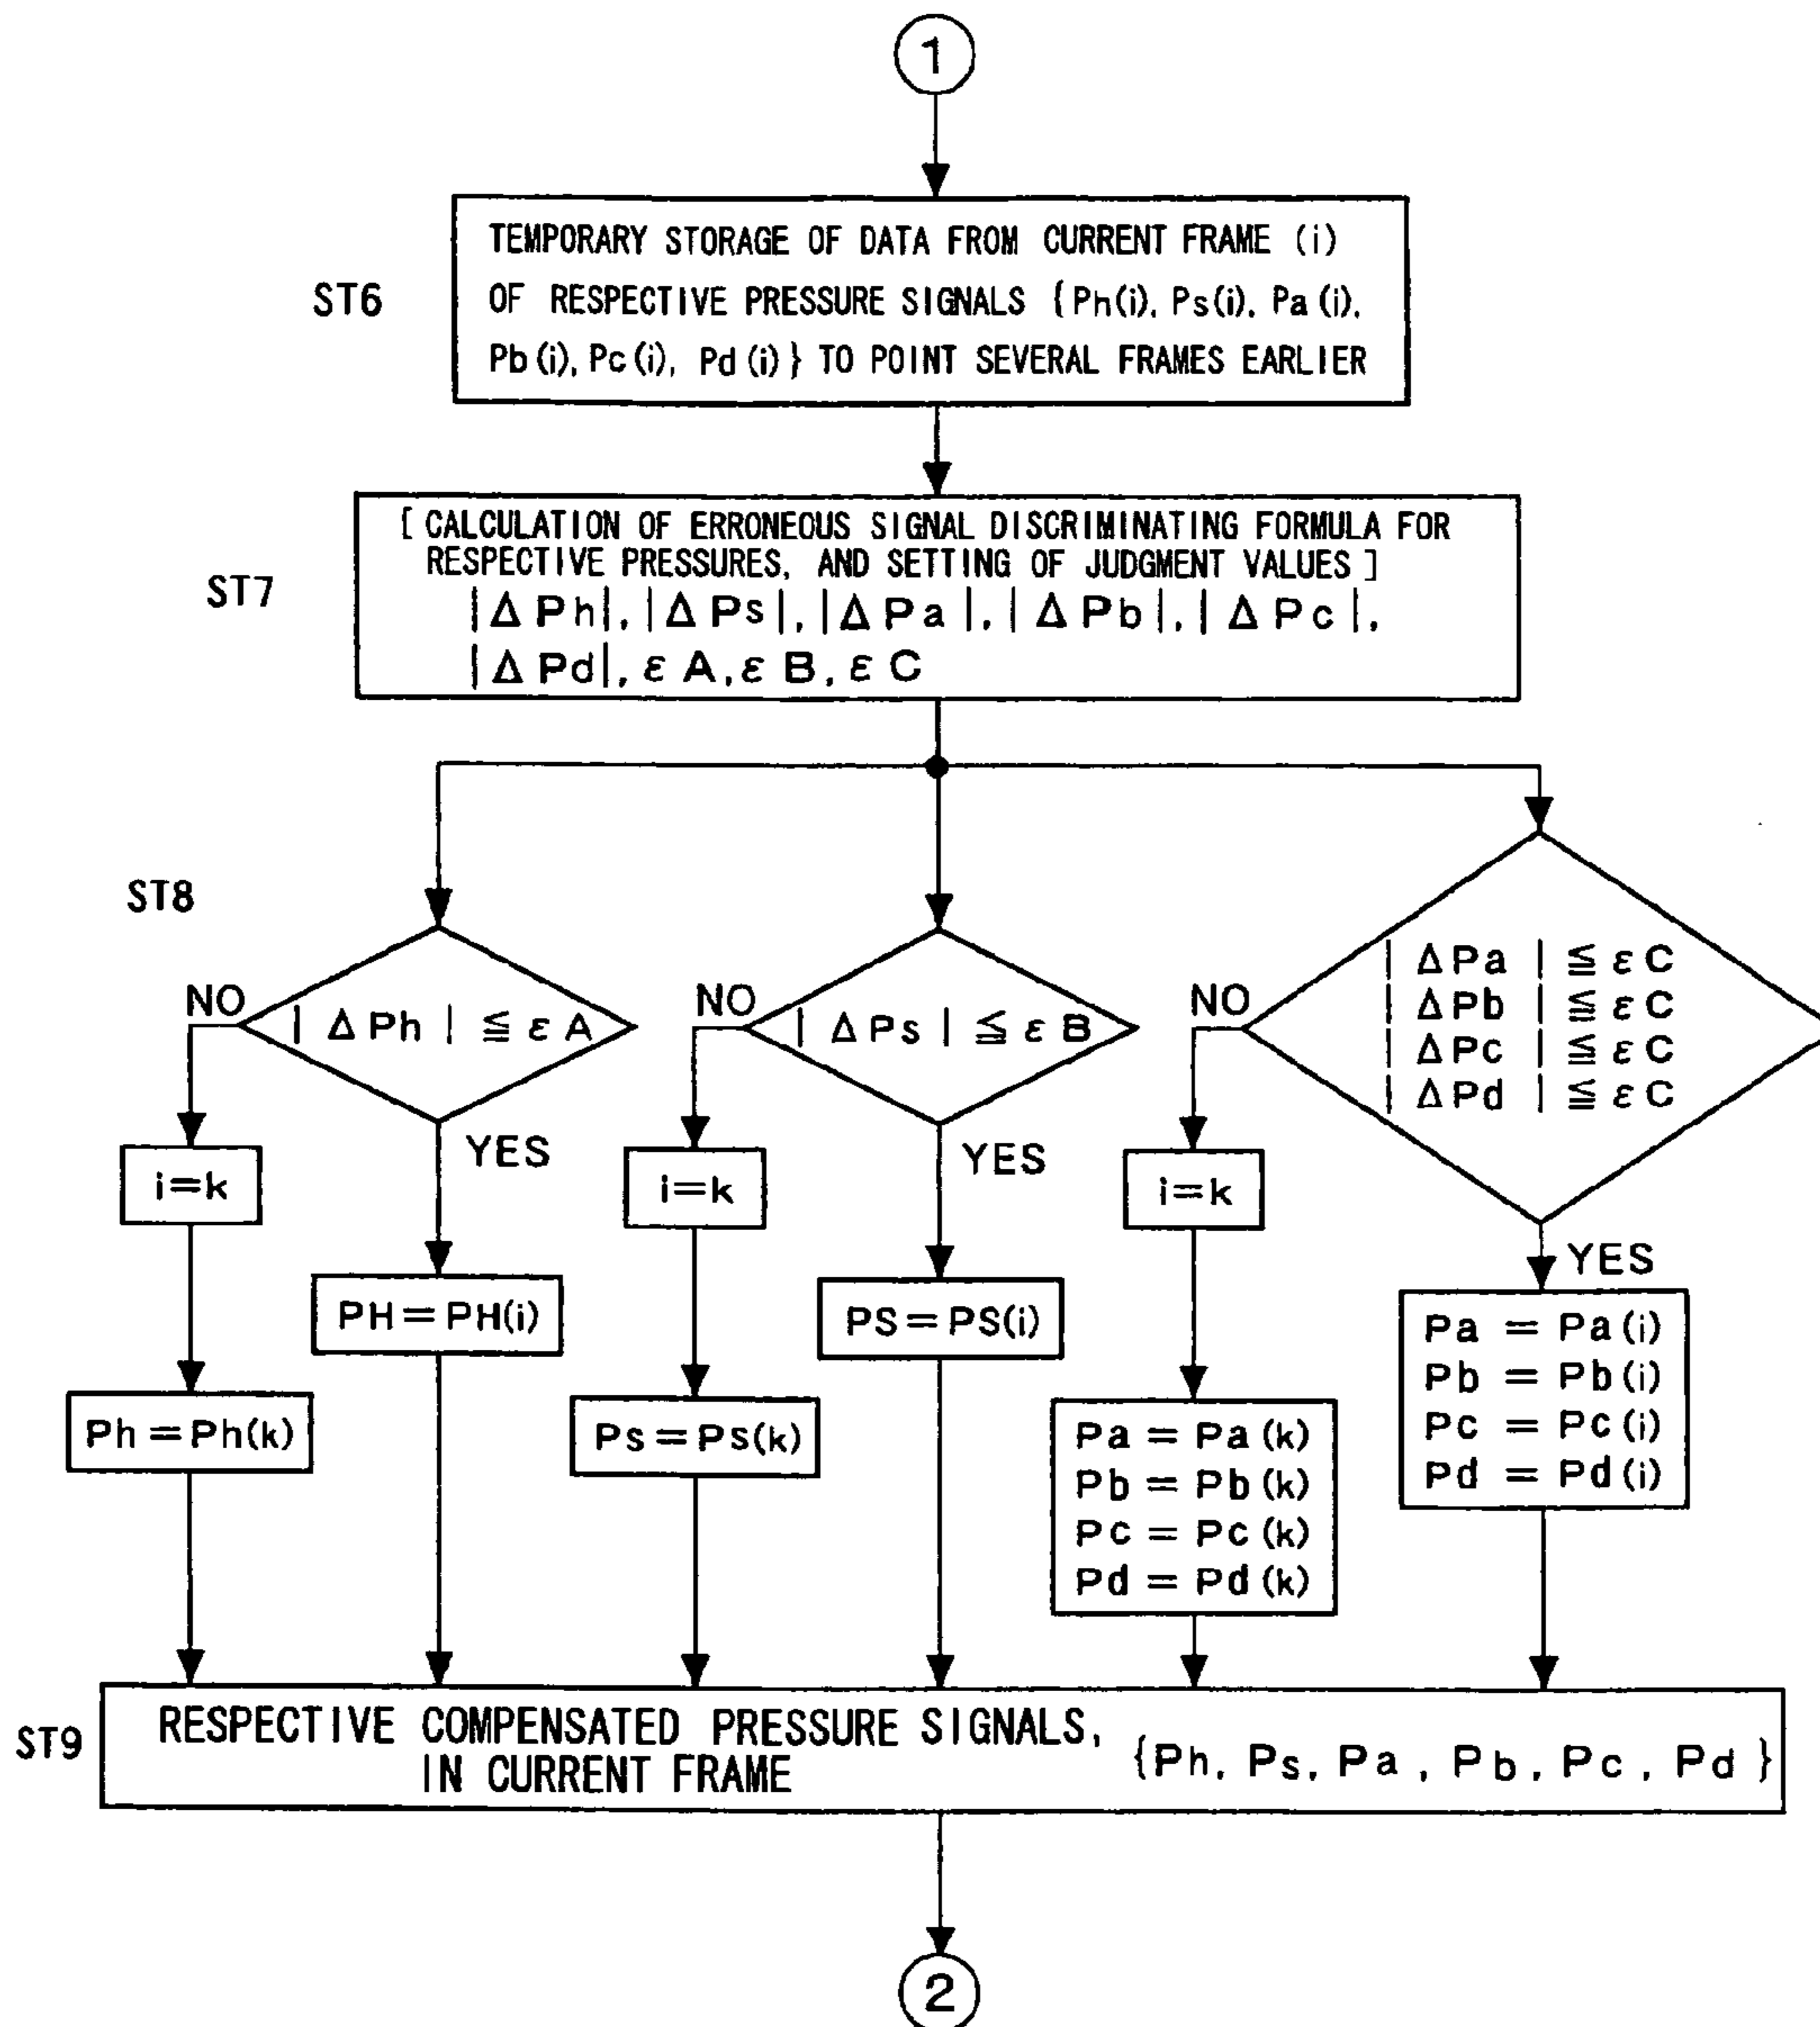 1
TEMPORARY STORAGE OF DATA FROM CURRENT FRAME (i)
ST6
OF RESPECTIVE PRESSURE SIGNALS {Ph(i), Ps(i), Pa(i),
Pb(i), Pc(i), Pd(i)} TO POINT SEVERAL FRAMES EARLIER
[CALCULATION OF ERRONEOUS SIGNAL DISCRIMINATING FORMULA FOR
RESPECTIVE PRESSURES, AND SETTING OF JUDGMENT VALUES]
ST7
|ΔPh|, |ΔPs|, |ΔPa|, |ΔPb|, |ΔPc|,
|ΔPd|, εA, εB, εC
ST8
NO
|ΔPh| ≦ εA
YES
NO
|ΔPs| ≦ εB
YES
NO
|ΔPa| ≦ εC
|ΔPb| ≦ εC
|ΔPc| ≦ εC
|ΔPd| ≦ εC
YES
i=k
i=k
i=k
PH=PH(i)
PS=PS(i)
Pa = Pa(i)
Pb = Pb(i)
Pc = Pc(i)
Pd = Pd(i)
Ph=Ph(k)
Ps=Ps(k)
Pa = Pa(k)
Pb = Pb(k)
Pc = Pc(k)
Pd = Pd(k)
ST9
RESPECTIVE COMPENSATED PRESSURE SIGNALS,
IN CURRENT FRAME
{Ph, Ps, Pa, Pb, Pc, Pd}
2